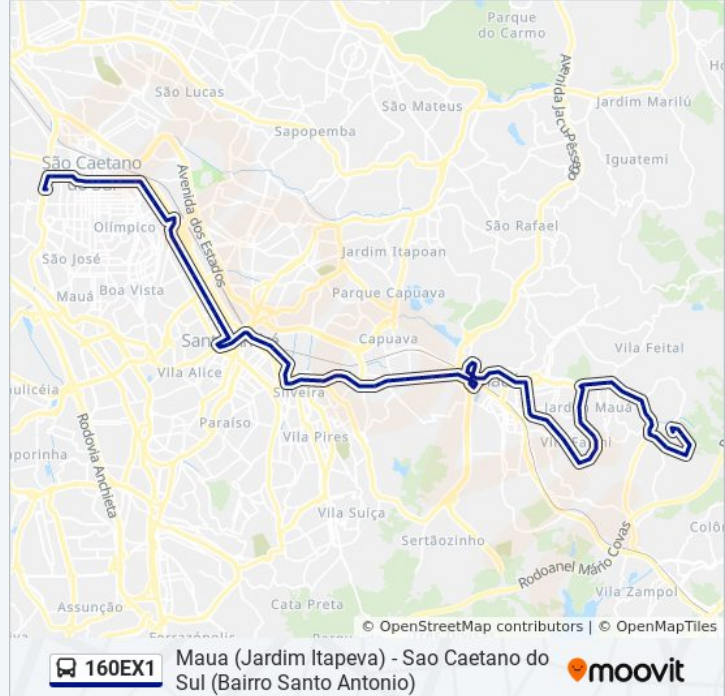 Parque
do Carmo
São Lucas
São Mateus
Avenida Jacu-Pêssego
Jardim Marilú
Sapopemba
Iguatemi
São Caetano
do Sul
Avenida dos Estados
Olímpico
São Rafael
São José
Jardim Itapoan
Mauá
Boa Vista
Parque Capuava
Capuava
Vila Feital
Vila Alice
Silveira
Jardim Mauá
Paraíso
Vila Pires
Rodovia Anchieta
Vila Suíça
Sertãozinho
Rodoanel Mário Covas
Vila Zampol
Assunção
Cata Preta
Ferrazópolis
© OpenStreetMap contributors | © OpenMapTiles
160EX1
Maua (Jardim Itapeva) - Sao Caetano do
Sul (Bairro Santo Antonio)
moovit